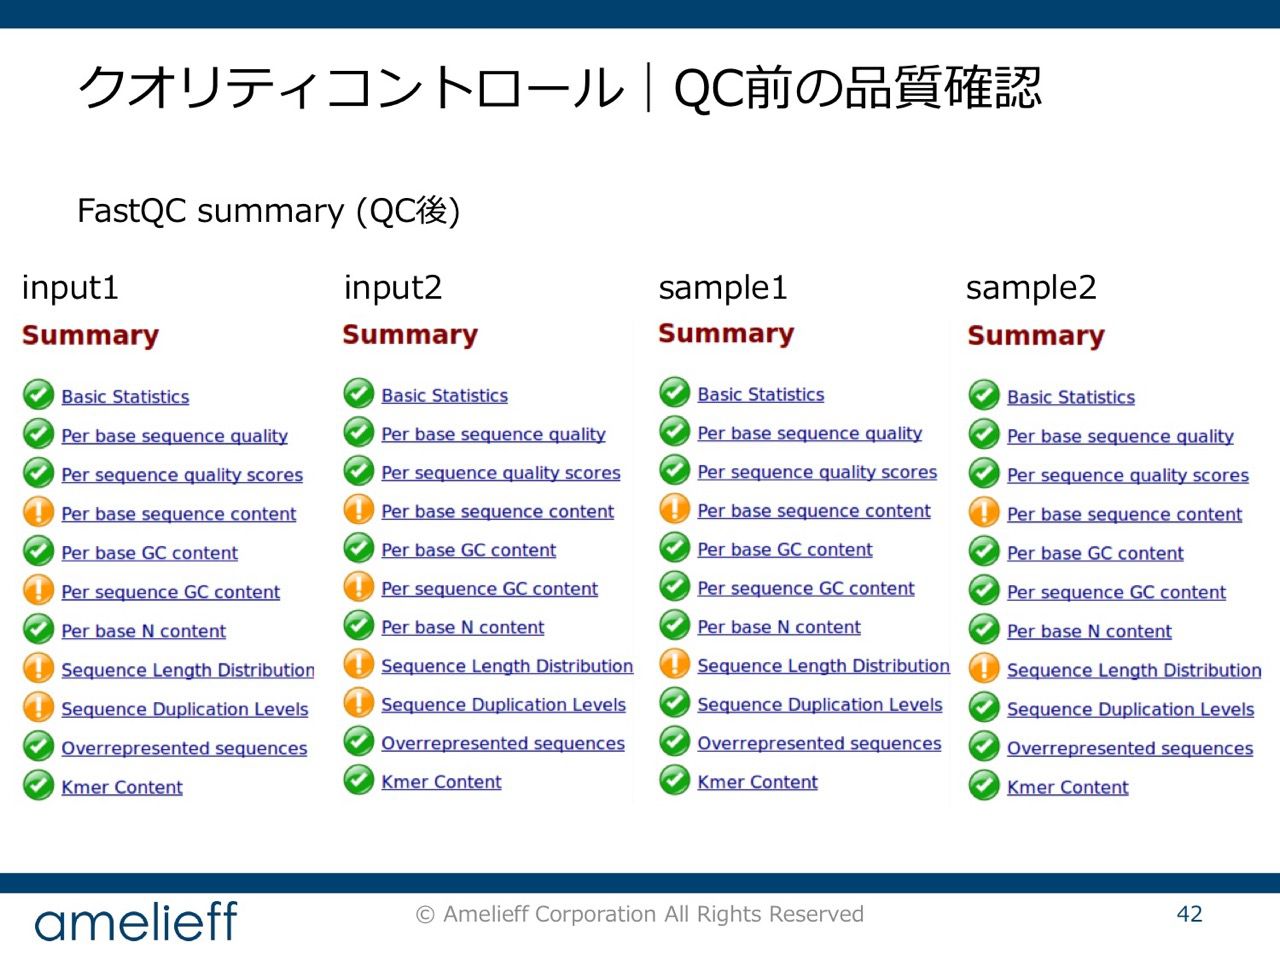 クオリティコントロール｜QC前の品質確認
FastQC summary (QC後)
input1
Summary
Basic Statistics
Per base sequence quality
Per sequence quality scores
Per base sequence content
Per base GC content
Per sequence GC content
Per base N content
Sequence Length Distribution
Sequence Duplication Levels
Overrepresented sequences
Kmer Content
input2
Summary
Basic Statistics
Per base sequence quality
Per sequence quality scores
Per base sequence content
Per base GC content
Per sequence GC content
Per base N content
Sequence Length Distribution
Sequence Duplication Levels
Overrepresented sequences
Kmer Content
sample1
Summary
Basic Statistics
Per base sequence quality
Per sequence quality scores
Per base sequence content
Per base GC content
Per sequence GC content
Per base N content
Sequence Length Distribution
Sequence Duplication Levels
Overrepresented sequences
Kmer Content
sample2
Summary
Basic Statistics
Per base sequence quality
Per sequence quality scores
Per base sequence content
Per base GC content
Per sequence GC content
Per base N content
Sequence Length Distribution
Sequence Duplication Levels
Overrepresented sequences
Kmer Content
amelieff
© Amelieff Corporation All Rights Reserved
42